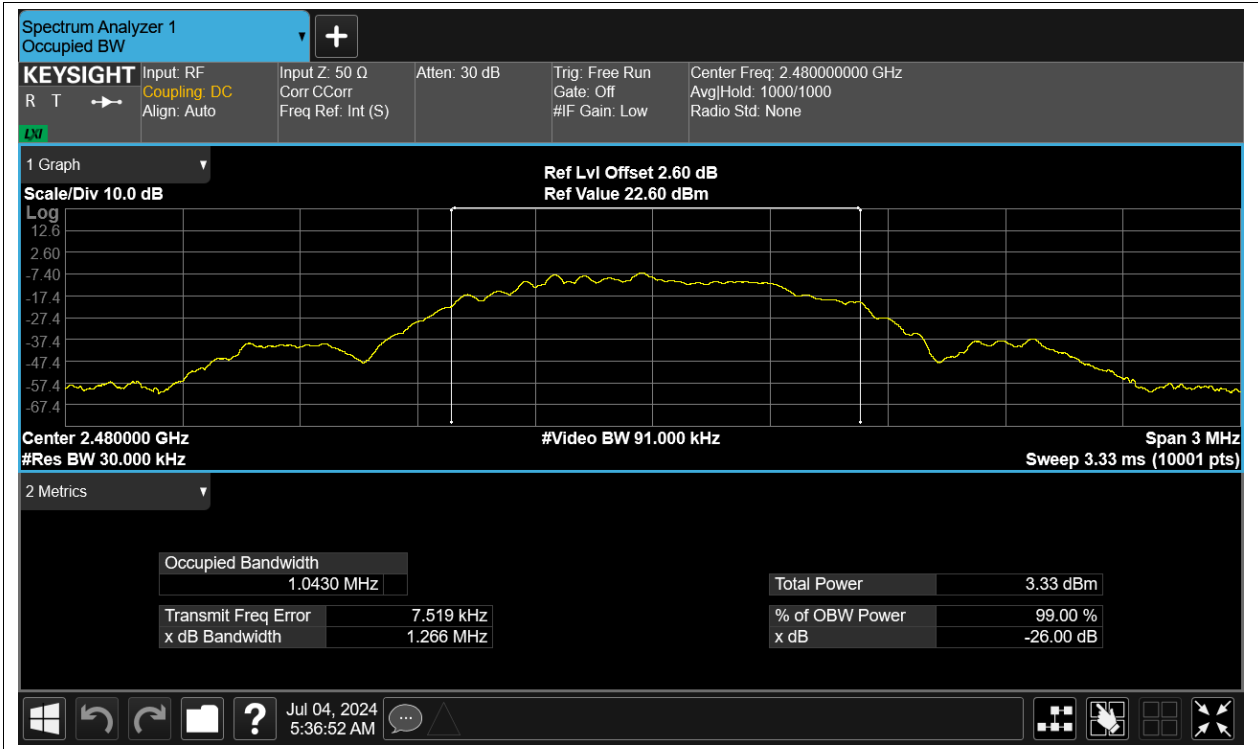 Spectrum Analyzer 1
Occupied BW
KEYSIGHT
R T
LXI
Input: RF
Coupling: DC
Align: Auto
Input Z: 50 Ω
Corr CCorr
Freq Ref: Int (S)
Atten: 30 dB
Trig: Free Run
Gate: Off
#IF Gain: Low
Center Freq: 2.480000000 GHz
Avg|Hold: 1000/1000
Radio Std: None
1 Graph
Scale/Div 10.0 dB
Ref Lvl Offset 2.60 dB
Ref Value 22.60 dBm
Log
12.6
2.60
-7.40
-17.4
-27.4
-37.4
-47.4
-57.4
-67.4
Center 2.480000 GHz
#Video BW 91.000 kHz
Span 3 MHz
#Res BW 30.000 kHz
Sweep 3.33 ms (10001 pts)
2 Metrics
Occupied Bandwidth
1.0430 MHz
Total Power 3.33 dBm
Transmit Freq Error 7.519 kHz
% of OBW Power 99.00 %
x dB Bandwidth 1.266 MHz
x dB -26.00 dB
?
Jul 04, 2024
5:36:52 AM